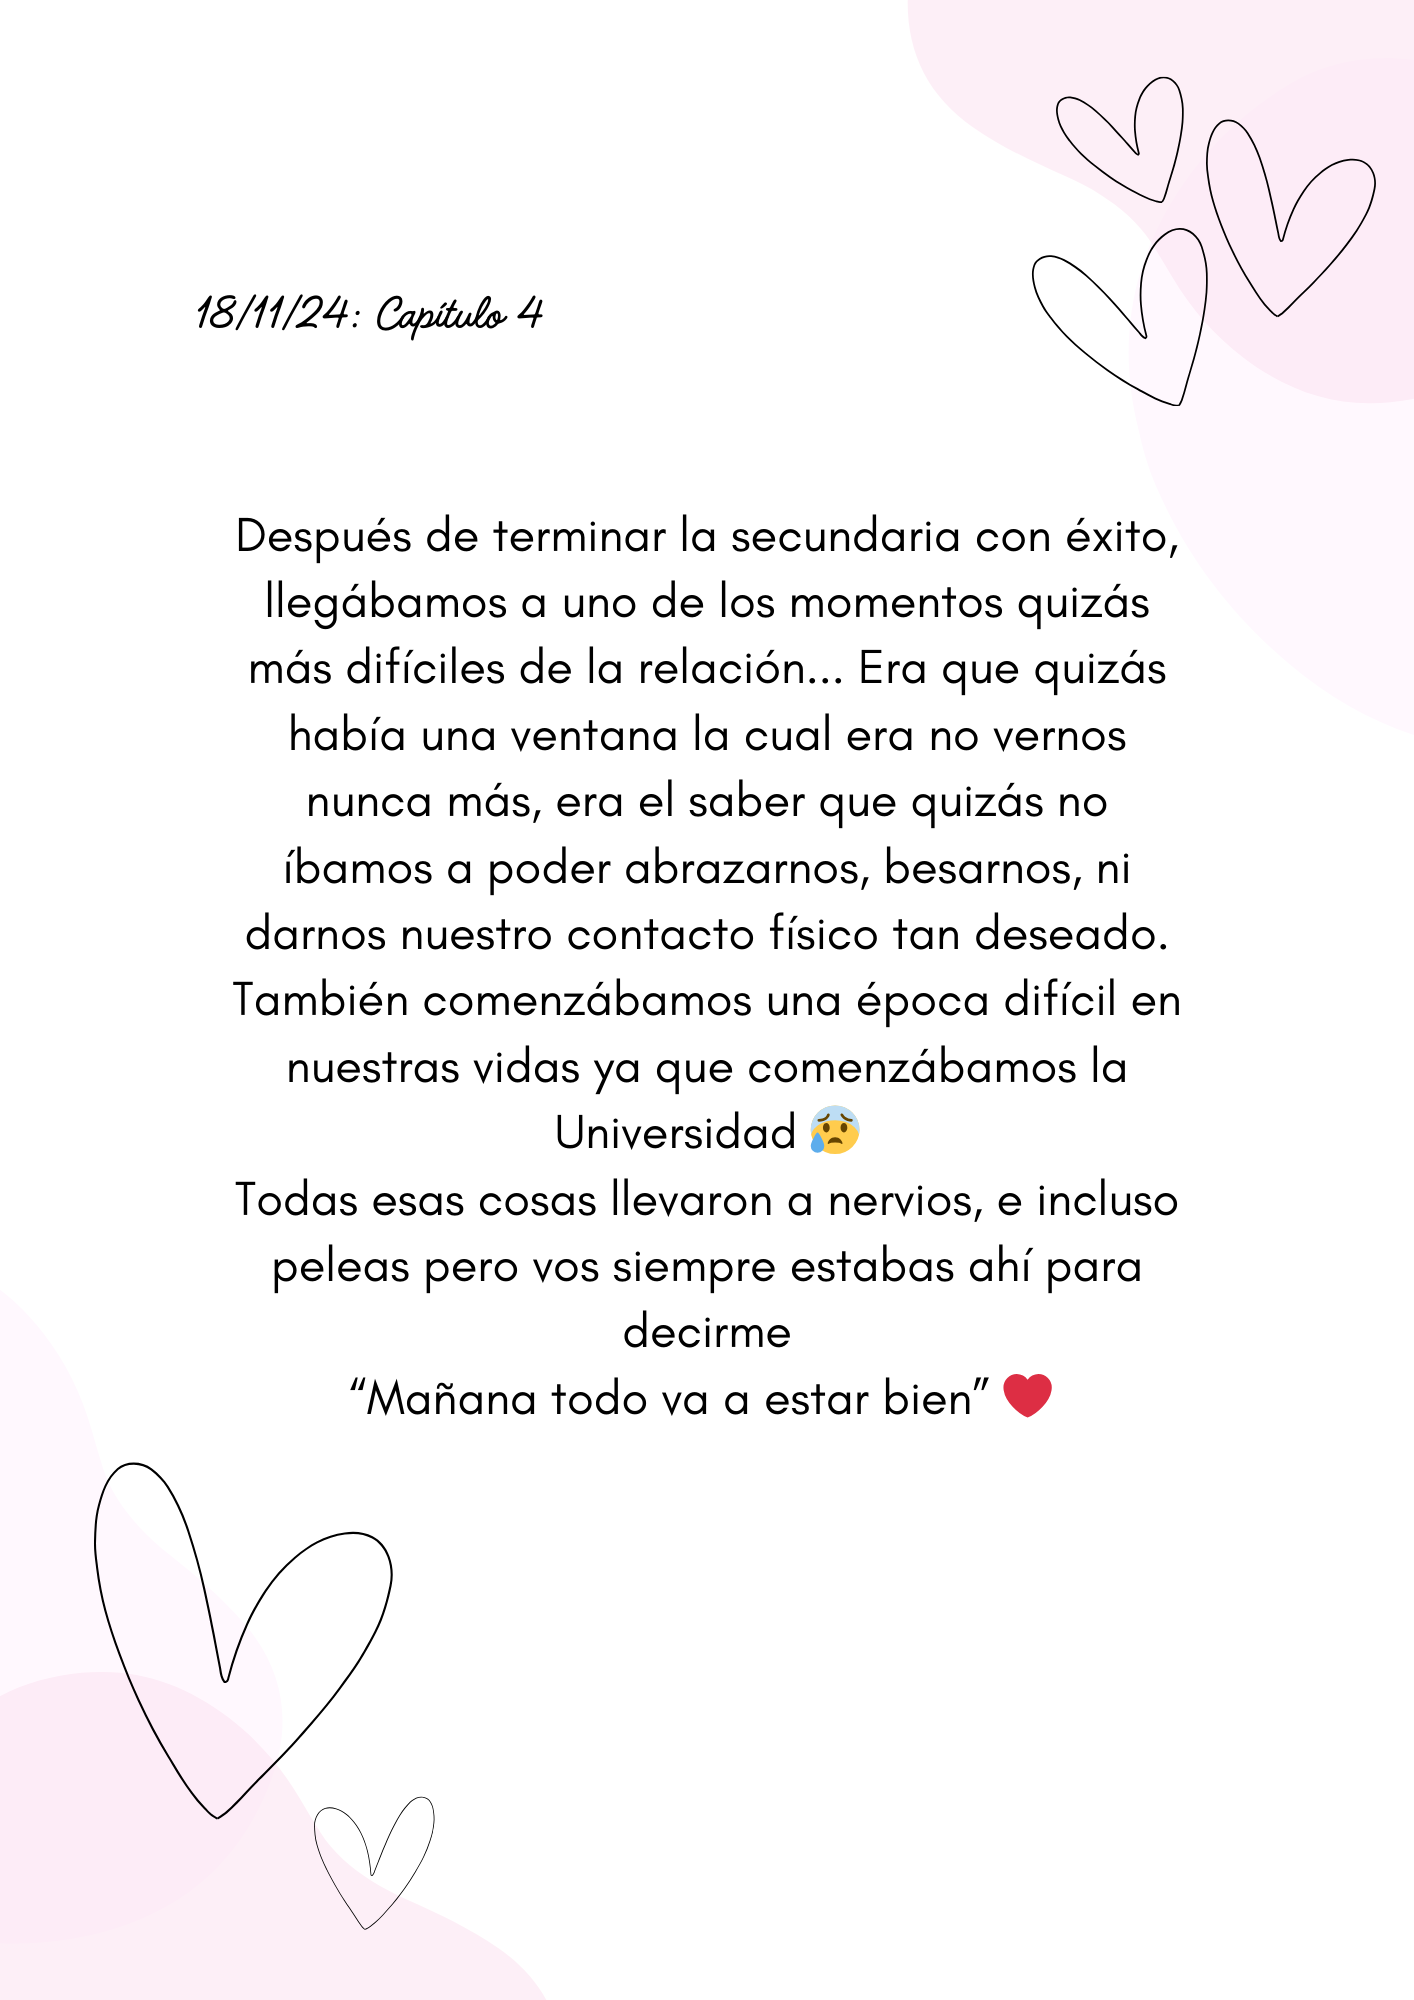 18/11/24: Capítulo 4
Después de terminar la secundaria con éxito,
llegábamos a uno de los momentos quizás
más difíciles de la relación... Era que quizás
había una ventana la cual era no vernos
nunca más, era el saber que quizás no
íbamos a poder abrazarnos, besarnos, ni
darnos nuestro contacto físico tan deseado.
También comenzábamos una época difícil en
nuestras vidas ya que comenzábamos la
Universidad 😰
Todas esas cosas llevaron a nervios, e incluso
peleas pero vos siempre estabas ahí para
decirme
“Mañana todo va a estar bien” ❤️